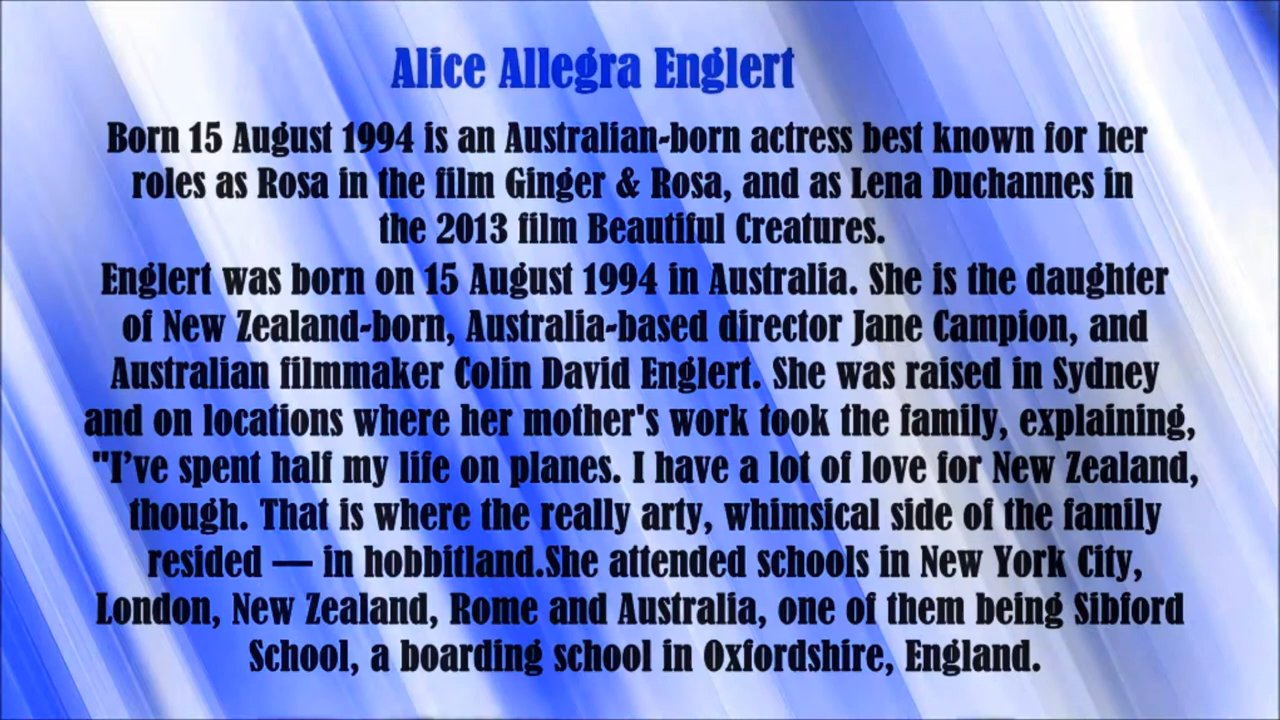 Alice Allegra Englert
Born 15 August 1994 is an Australian-born actress best known for her
roles as Rosa in the film Ginger & Rosa, and as Lena Duchannes in
the 2013 film Beautiful Creatures.
Englert was born on 15 August 1994 in Australia. She is the daughter
of New Zealand-born, Australia-based director Jane Campion, and
Australian filmmaker Colin David Englert. She was raised in Sydney
and on locations where her mother's work took the family, explaining,
"I’ve spent half my life on planes. I have a lot of love for New Zealand,
though. That is where the really arty, whimsical side of the family
resided — in hobbitland.She attended schools in New York City,
London, New Zealand, Rome and Australia, one of them being Sibford
School, a boarding school in Oxfordshire, England.